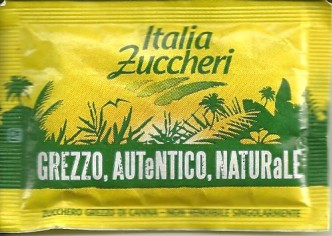 Italia
Zuccheri
GREZZO, AUTeNTICO, NATURaLE
ZUCCHERO GREZZO DI CANNA - NON VENDIBILE SINGOLARMENTE